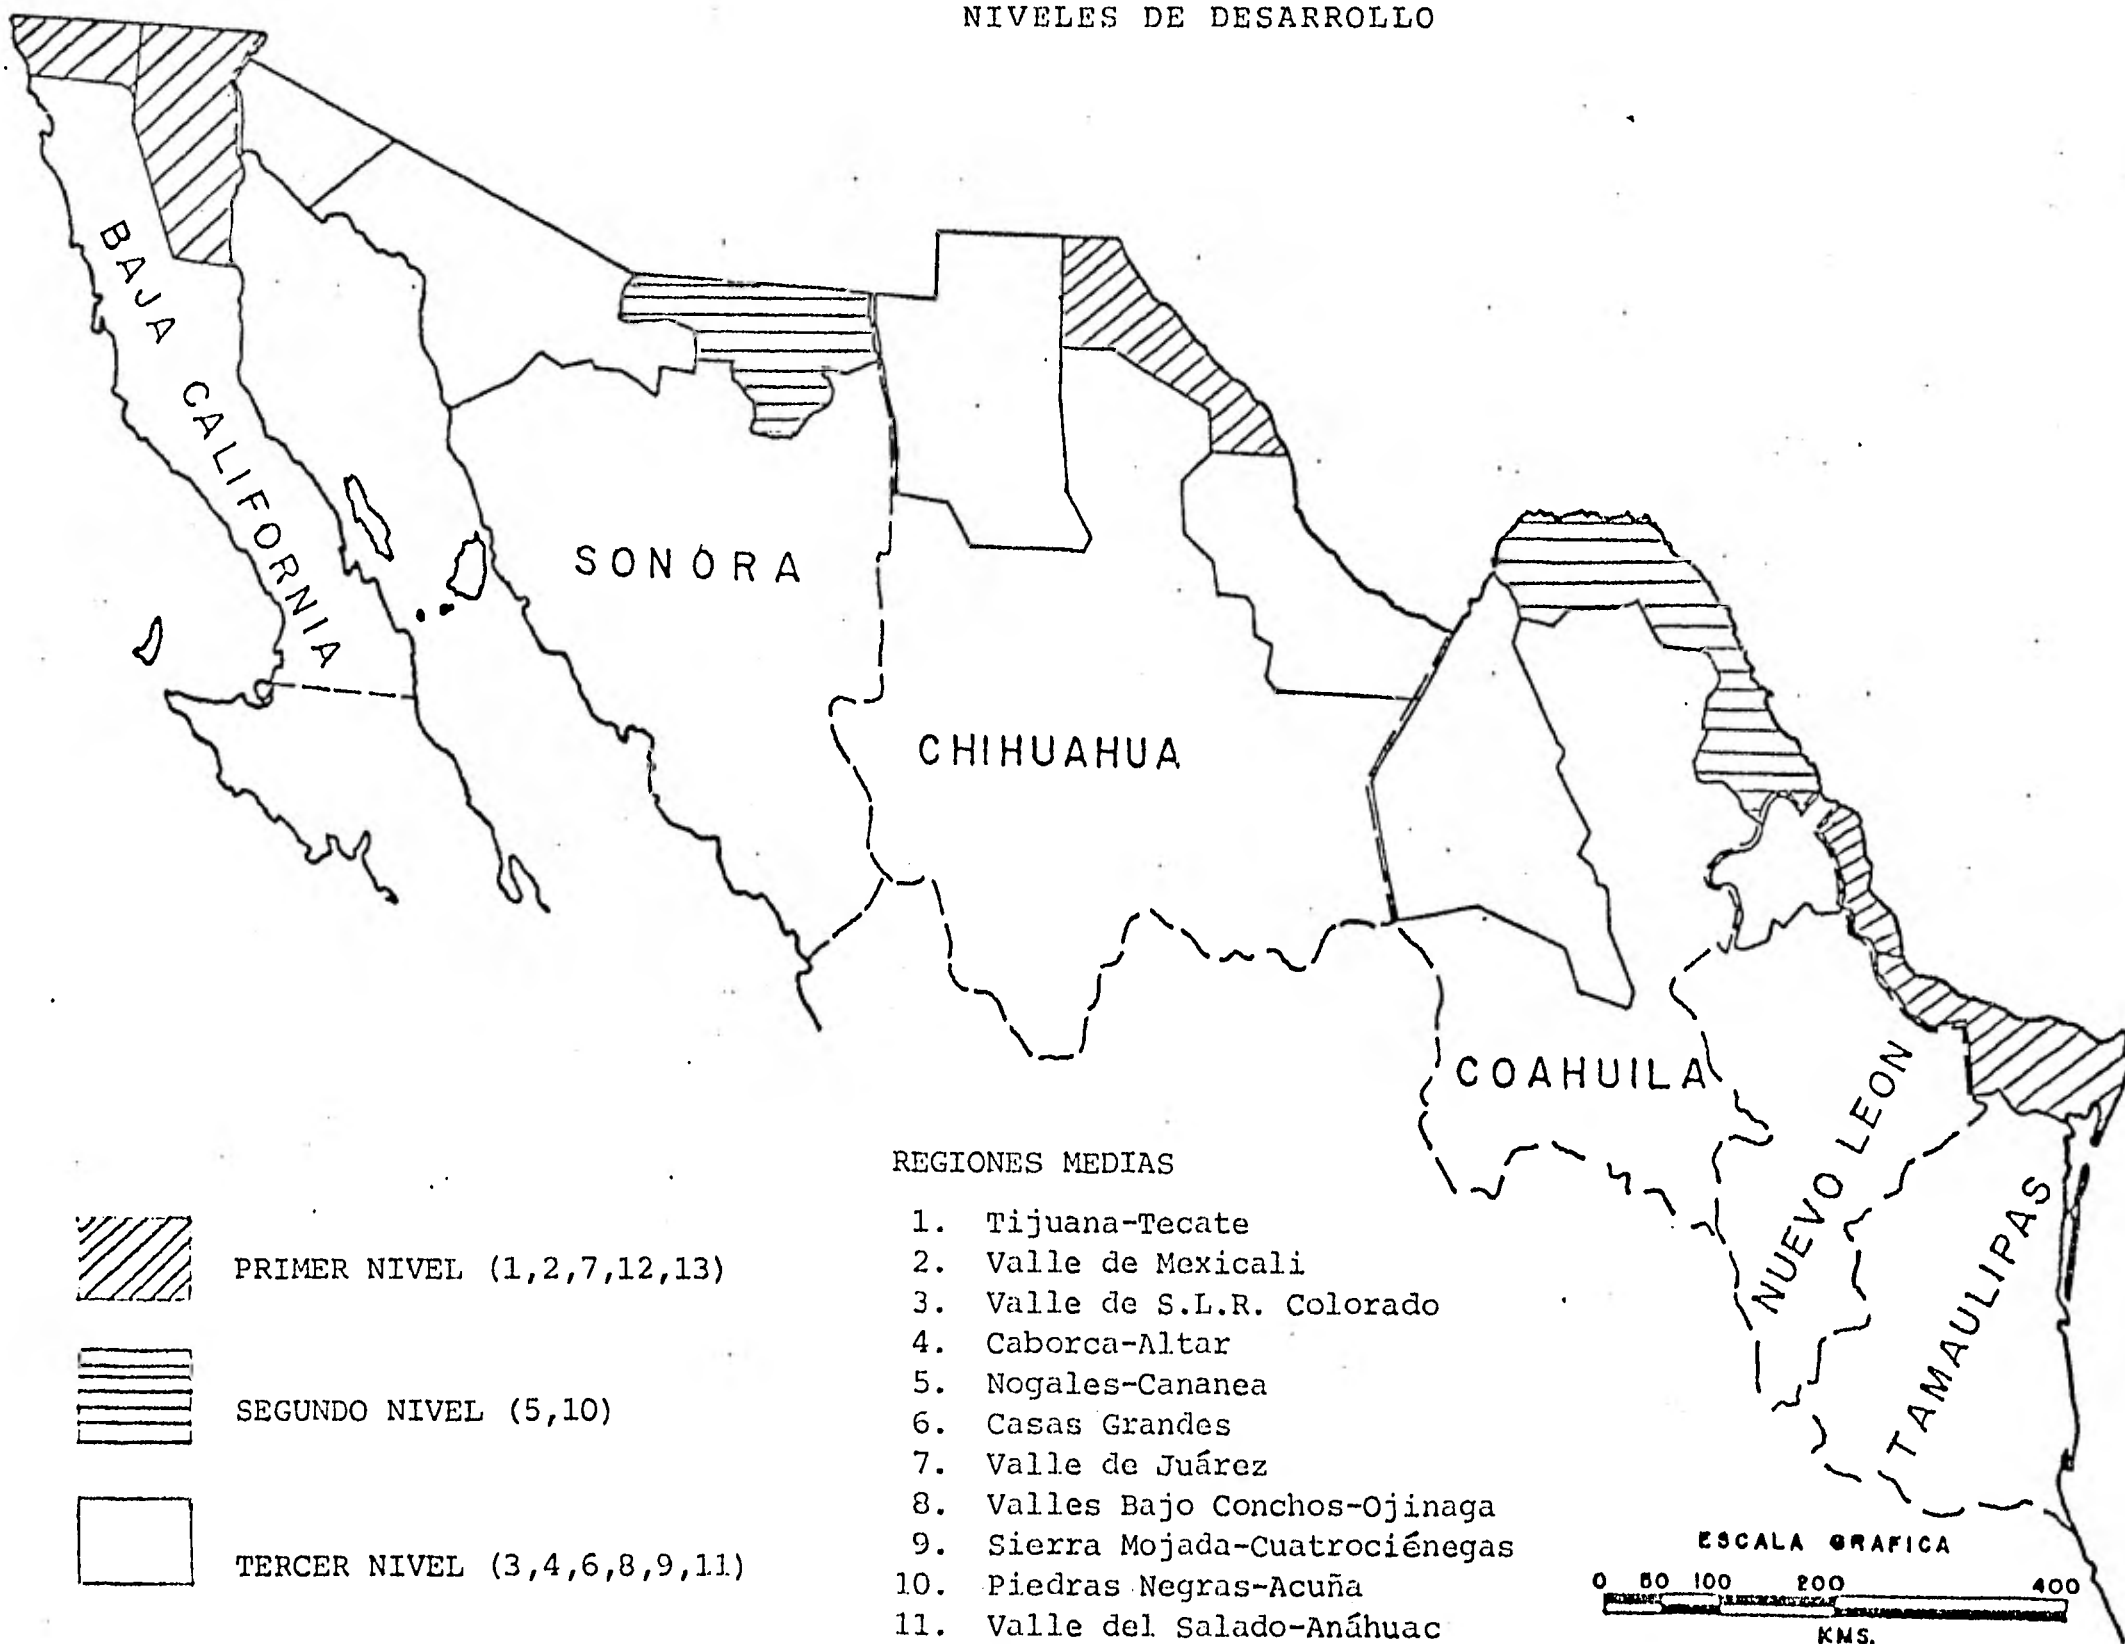 NIVELES DE DESARROLLO
BAJA CALIFORNIA
SONORA
CHIHUAHUA
COAHUILA
NUEVO LEON
TAMAULIPAS
PRIMER NIVEL (1,2,7,12,13)
SEGUNDO NIVEL (5,10)
TERCER NIVEL (3,4,6,8,9,11)
REGIONES MEDIAS
1. Tijuana-Tecate
2. Valle de Mexicali
3. Valle de S.L.R. Colorado
4. Caborca-Altar
5. Nogales-Cananea
6. Casas Grandes
7. Valle de Juárez
8. Valles Bajo Conchos-Ojinaga
9. Sierra Mojada-Cuatrociénegas
10. Piedras Negras-Acuña
11. Valle del Salado-Anáhuac
ESCALA GRAFICA
0 50 100 200 400
KMS.